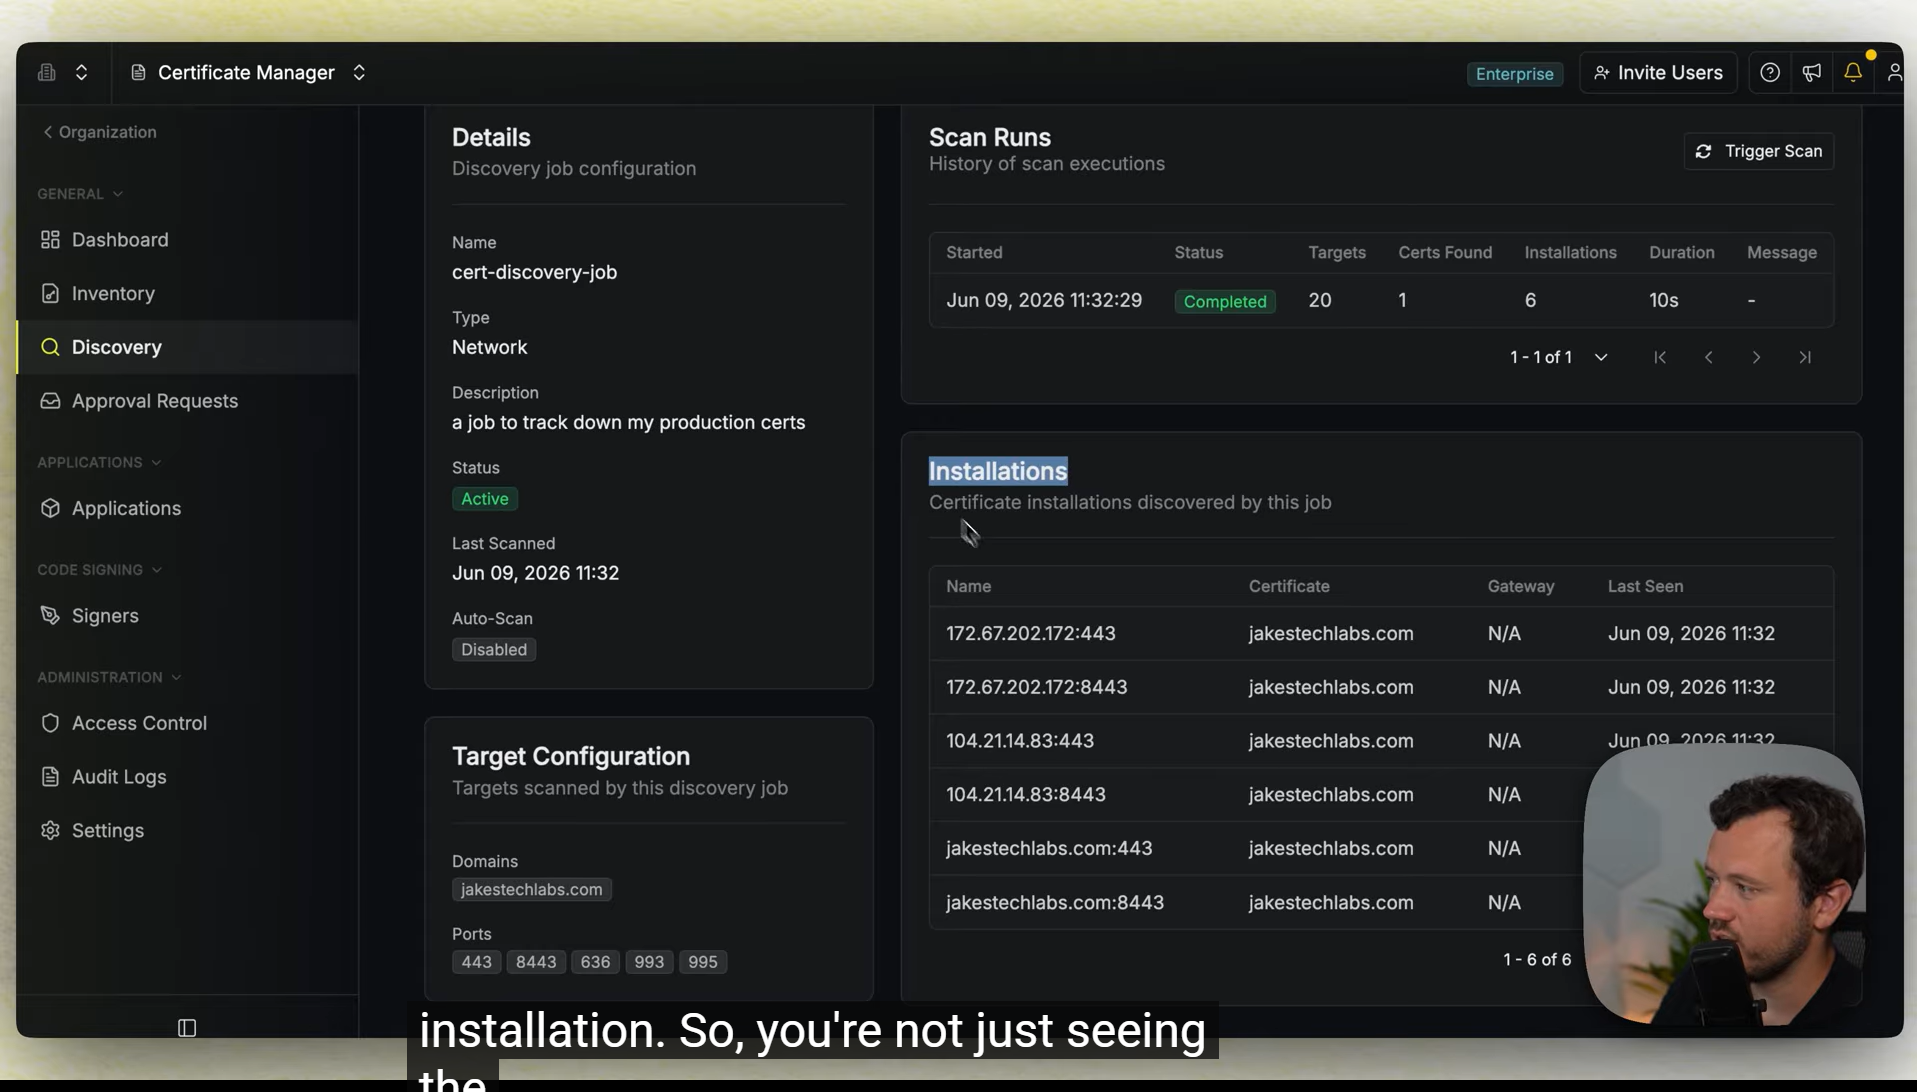 Certificate Manager
Enterprise
Invite Users
Organization
GENERAL
Dashboard
Inventory
Discovery
Approval Requests
APPLICATIONS
Applications
CODE SIGNING
Signers
ADMINISTRATION
Access Control
Audit Logs
Settings
Details
Discovery job configuration
Name
cert-discovery-job
Type
Network
Description
a job to track down my production certs
Status
Active
Last Scanned
Jun 09, 2026 11:32
Auto-Scan
Disabled
Target Configuration
Targets scanned by this discovery job
Domains
jakestechlabs.com
Ports
443 8443 636 993 995
Scan Runs
History of scan executions
Trigger Scan
Started Status Targets Certs Found Installations Duration Message
Jun 09, 2026 11:32:29 Completed 20 1 6 10s -
1 - 1 of 1
Installations
Certificate installations discovered by this job
Name Certificate Gateway Last Seen
172.67.202.172:443 jakestechlabs.com N/A Jun 09, 2026 11:32
172.67.202.172:8443 jakestechlabs.com N/A Jun 09, 2026 11:32
104.21.14.83:443 jakestechlabs.com N/A Jun 09, 2026 11:32
104.21.14.83:8443 jakestechlabs.com N/A
jakestechlabs.com:443 jakestechlabs.com N/A
jakestechlabs.com:8443 jakestechlabs.com N/A
1 - 6 of 6
installation. So, you're not just seeing
the